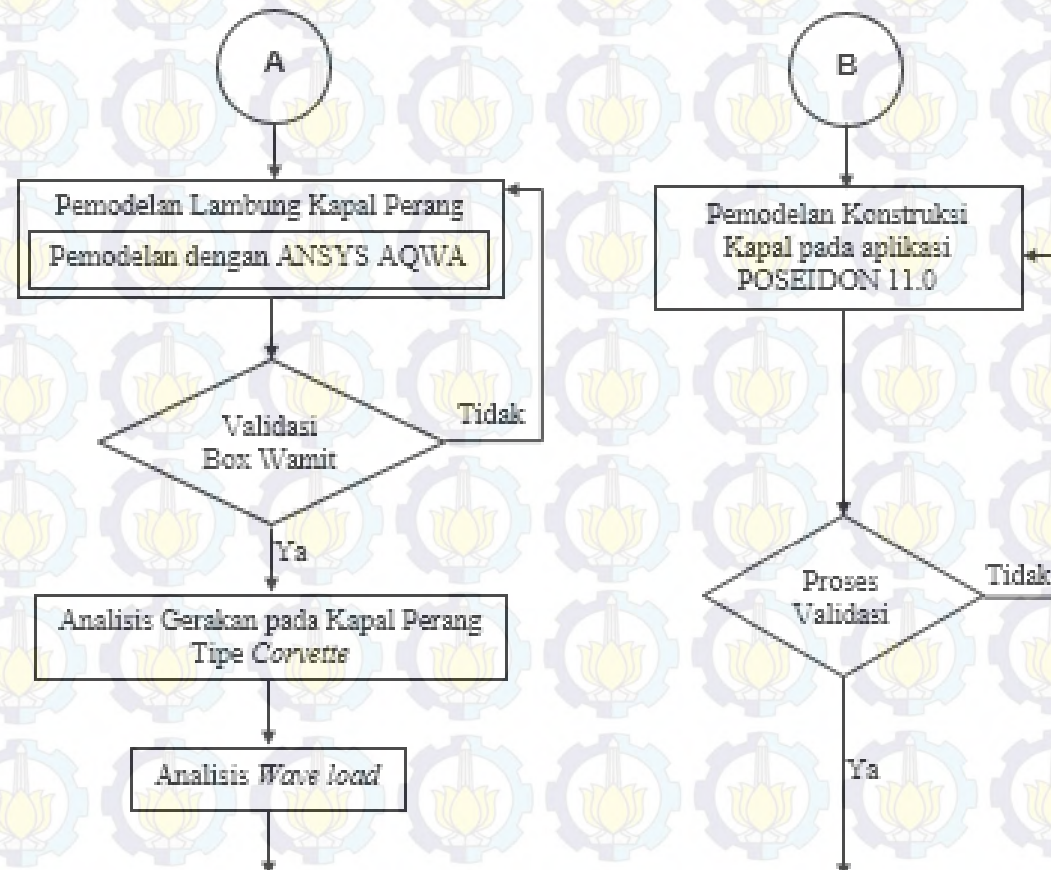 A
Pemodelan Lambung Kapal Perang
Pemodelan dengan ANSYS AQWA
Validasi
Box Wamit
Tidak
Ya
Analisis Gerakan pada Kapal Perang
Tipe Corvette
Analisis Wave load
B
Pemodelan Konstruksi
Kapal pada aplikasi
POSEIDON 11.0
Proses
Validasi
Tidak
Ya